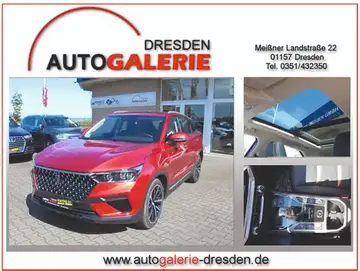 DRESDEN
AUTOGALERIE
Meißner Landstraße 22
01157 Dresden
Tel. 0351/432350
www.autogalerie-dresden.de